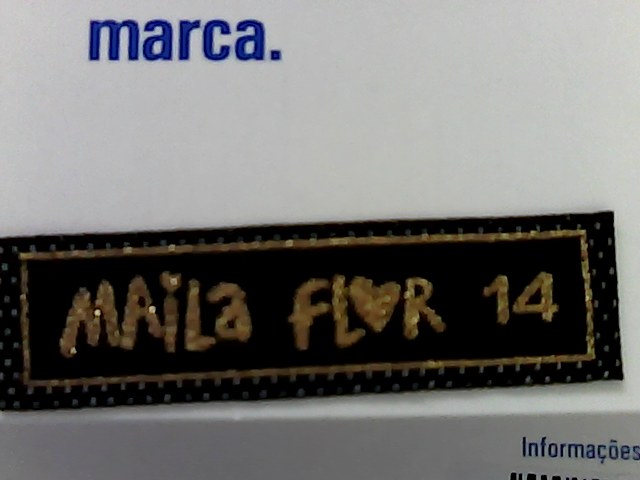 marca.
MAiLa FL♥R 14
Informações